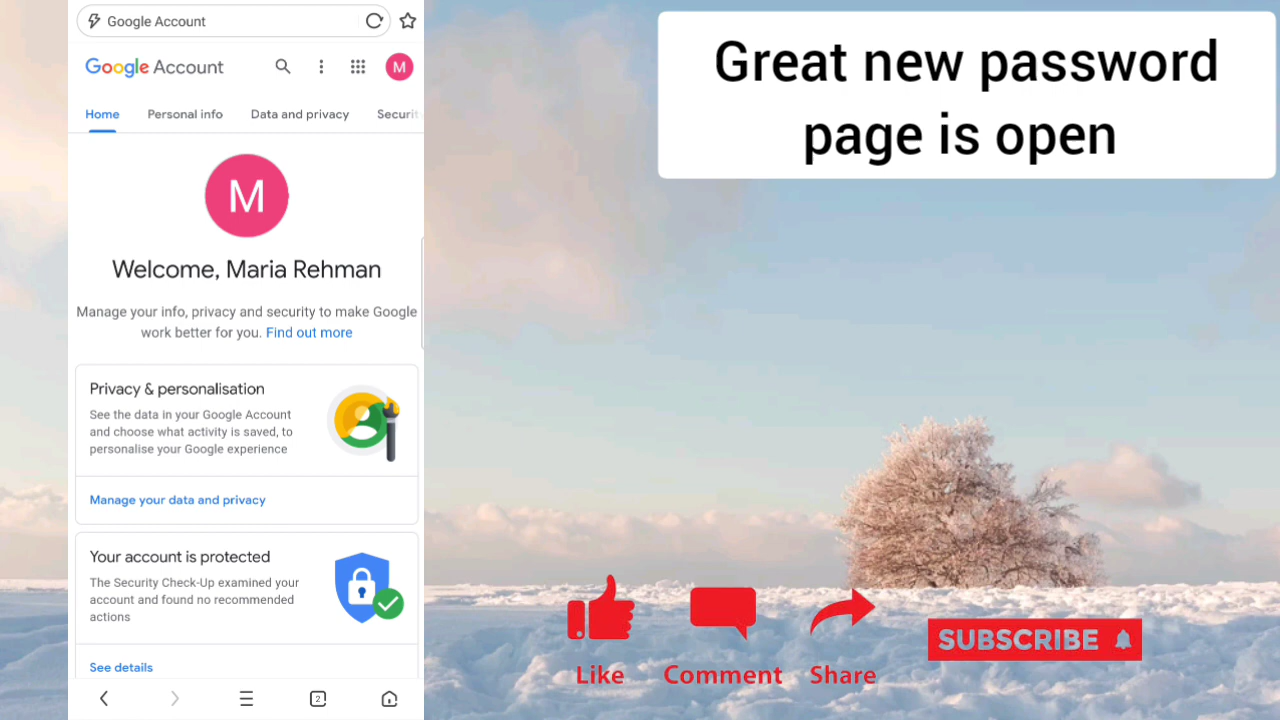 Google Account
Google Account
M
Home
Personal info
Data and privacy
Securit
M
Welcome, Maria Rehman
Manage your info, privacy and security to make Google
work better for you. Find out more
Privacy & personalisation
See the data in your Google Account
and choose what activity is saved, to
personalise your Google experience
Manage your data and privacy
Your account is protected
The Security Check-Up examined your
account and found no recommended
actions
See details
2
Great new password
page is open
Like
Comment
Share
SUBSCRIBE